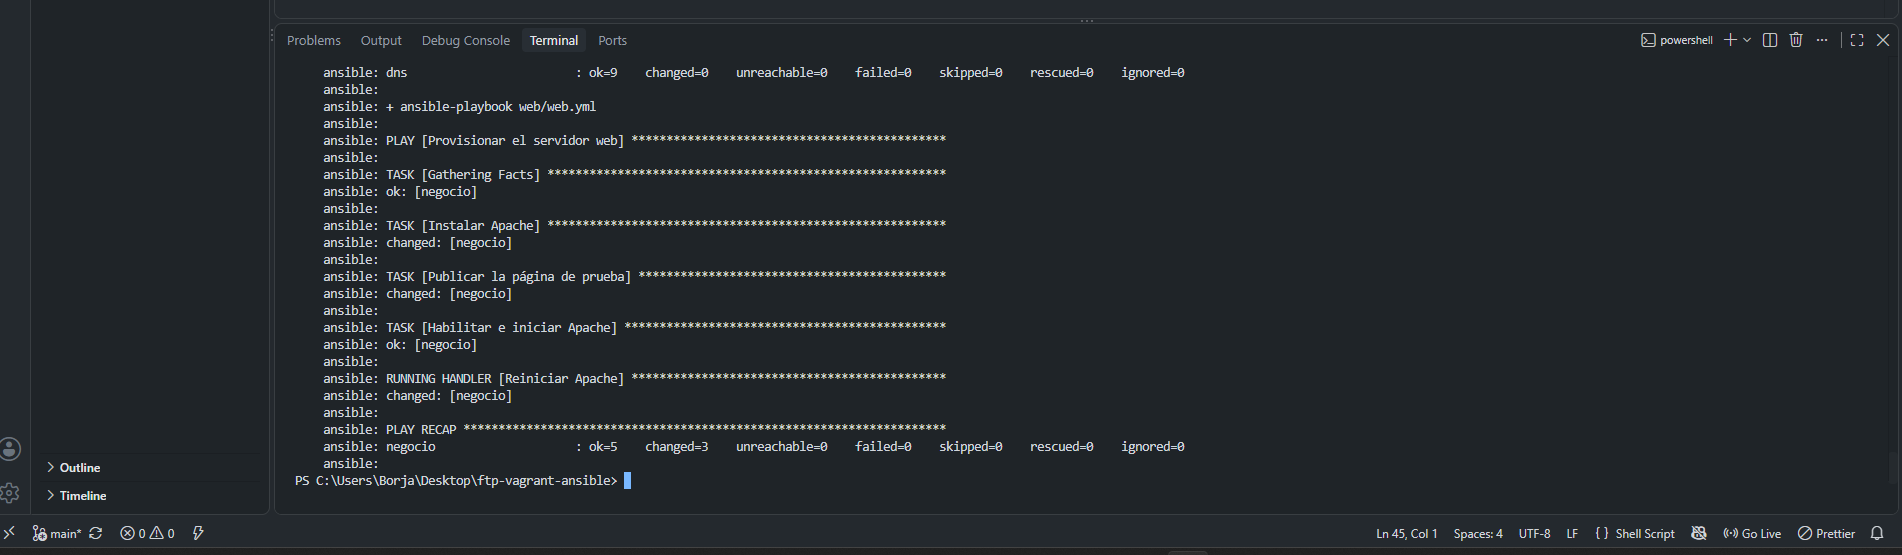 Problems Output Debug Console Terminal Ports powershell
ansible: dns : ok=9 changed=0 unreachable=0 failed=0 skipped=0 rescued=0 ignored=0
ansible:
ansible: + ansible-playbook web/web.yml
ansible:
ansible: PLAY [Provisionar el servidor web] *********************************************
ansible:
ansible: TASK [Gathering Facts] *********************************************************
ansible: ok: [negocio]
ansible:
ansible: TASK [Instalar Apache] *********************************************************
ansible: changed: [negocio]
ansible:
ansible: TASK [Publicar la página de prueba] ********************************************
ansible: changed: [negocio]
ansible:
ansible: TASK [Habilitar e iniciar Apache] **********************************************
ansible: ok: [negocio]
ansible:
ansible: RUNNING HANDLER [Reiniciar Apache] *********************************************
ansible: changed: [negocio]
ansible:
ansible: PLAY RECAP *********************************************************************
ansible: negocio : ok=5 changed=3 unreachable=0 failed=0 skipped=0 rescued=0 ignored=0
ansible:
PS C:\Users\Borja\Desktop\ftp-vagrant-ansible>
Outline
Timeline
main* 0 0 Ln 45, Col 1 Spaces: 4 UTF-8 LF { } Shell Script Go Live Prettier